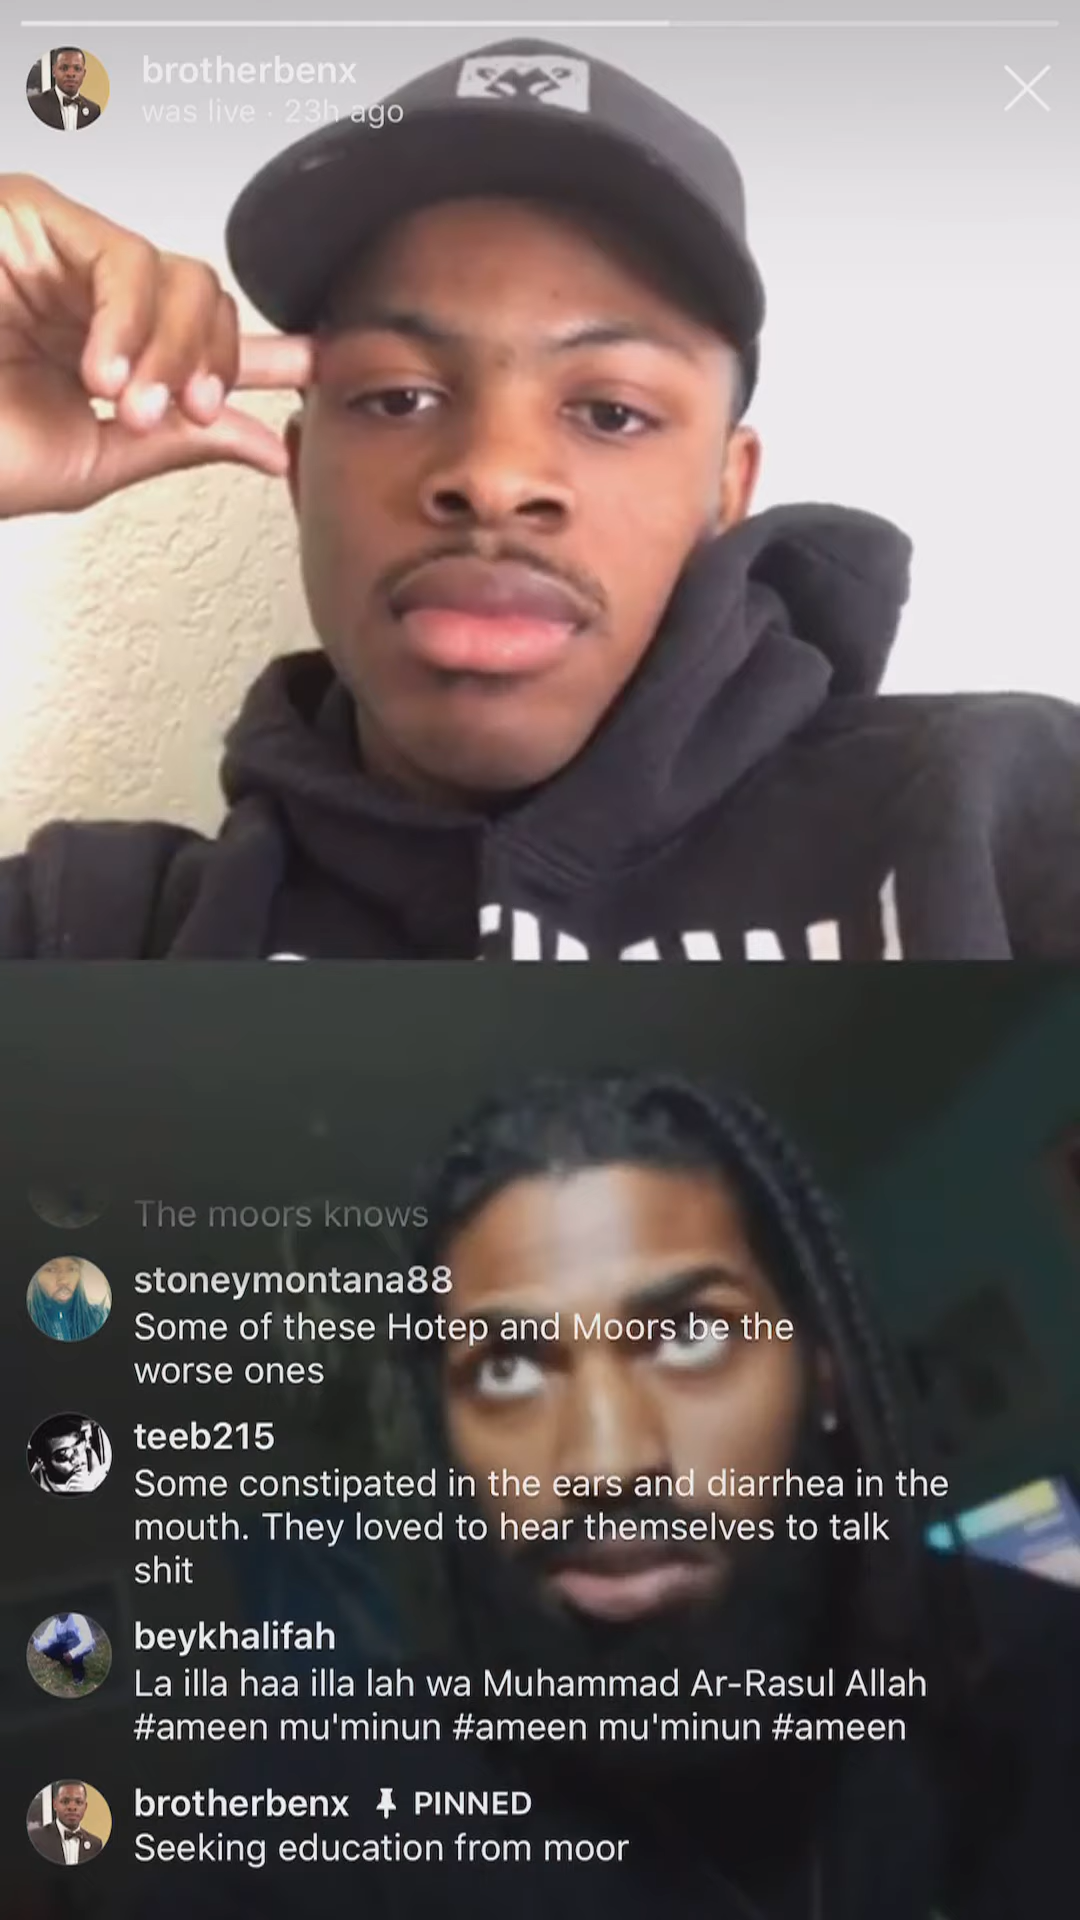 brotherbenx
was live · 23h ago
The moors knows
stoneymontana88
Some of these Hotep and Moors be the
worse ones
teeb215
Some constipated in the ears and diarrhea in the
mouth. They loved to hear themselves to talk
shit
beykhalifah
La illa haa illa lah wa Muhammad Ar-Rasul Allah
#ameen mu'minun #ameen mu'minun #ameen
brotherbenx PINNED
Seeking education from moor